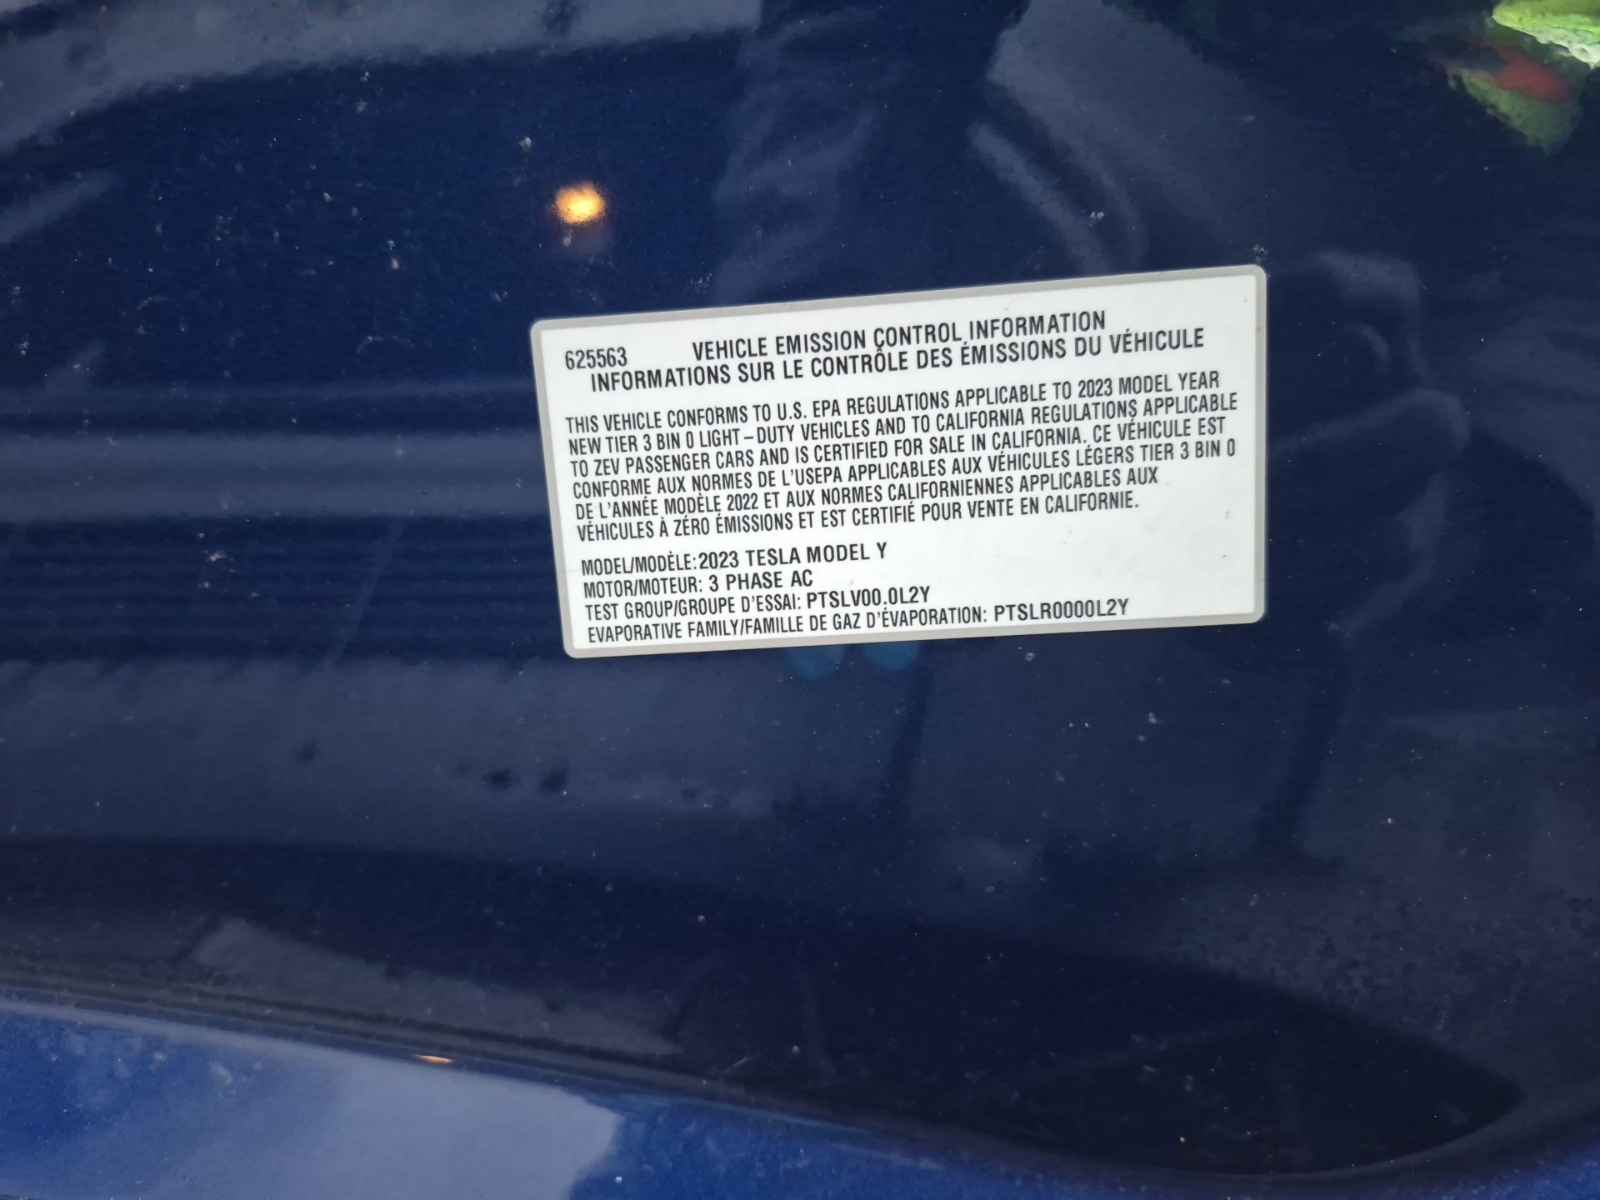 625563 VEHICLE EMISSION CONTROL INFORMATION
INFORMATIONS SUR LE CONTRÔLE DES ÉMISSIONS DU VÉHICULE
THIS VEHICLE CONFORMS TO U.S. EPA REGULATIONS APPLICABLE TO 2023 MODEL YEAR
NEW TIER 3 BIN 0 LIGHT–DUTY VEHICLES AND TO CALIFORNIA REGULATIONS APPLICABLE
TO ZEV PASSENGER CARS AND IS CERTIFIED FOR SALE IN CALIFORNIA. CE VÉHICULE EST
CONFORME AUX NORMES DE L'USEPA APPLICABLES AUX VÉHICULES LÉGERS TIER 3 BIN 0
DE L'ANNÉE MODÈLE 2022 ET AUX NORMES CALIFORNIENNES APPLICABLES AUX
VÉHICULES À ZÉRO ÉMISSIONS ET EST CERTIFIÉ POUR VENTE EN CALIFORNIE.
MODEL/MODÈLE:2023 TESLA MODEL Y
MOTOR/MOTEUR: 3 PHASE AC
TEST GROUP/GROUPE D'ESSAI: PTSLV00.0L2Y
EVAPORATIVE FAMILY/FAMILLE DE GAZ D'ÉVAPORATION: PTSLR0000L2Y